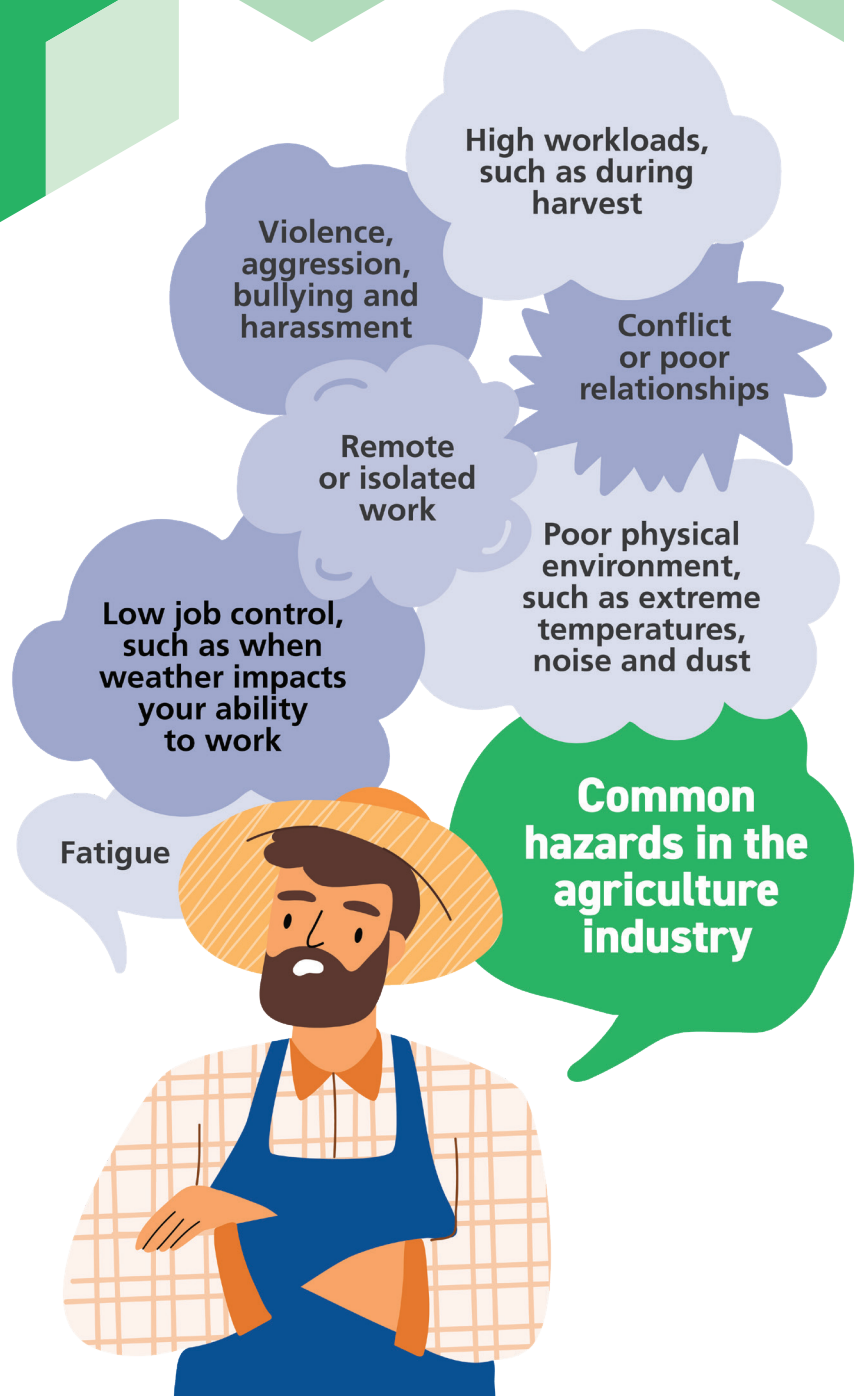 High workloads,
such as during
harvest
Violence,
aggression,
bullying and
harassment
Conflict
or poor
relationships
Remote
or isolated
work
Poor physical
environment,
such as extreme
temperatures,
noise and dust
Low job control,
such as when
weather impacts
your ability
to work
Fatigue
Common
hazards in the
agriculture
industry